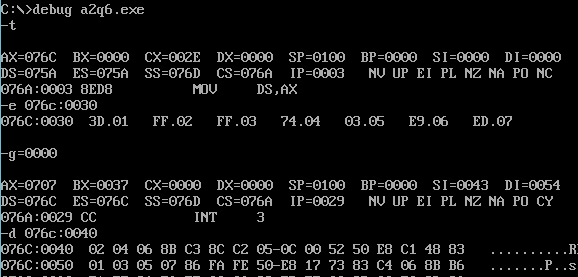 C:\>debug a2q6.exe
-t
AX=076C BX=0000 CX=002E DX=0000 SP=0100 BP=0000 SI=0000 DI=0000
DS=075A ES=075A SS=076D CS=076A IP=0003 NV UP EI PL NZ NA PO NC
076A:0003 8ED8 MOV DS,AX
-e 076c:0030
076C:0030 3D.01 FF.02 FF.03 74.04 03.05 E9.06 ED.07
-g=0000
AX=0707 BX=0037 CX=0000 DX=0000 SP=0100 BP=0000 SI=0043 DI=0054
DS=076C ES=076C SS=076D CS=076A IP=0029 NV UP EI PL NZ NA PO CY
076A:0029 CC INT 3
-d 076c:0040
076C:0040 02 04 06 8B C3 8C C2 05-0C 00 52 50 E8 C1 48 83 ..........R
076C:0050 01 03 05 07 86 FA FE 50-E8 17 73 83 C4 06 8B B6 .......P..s